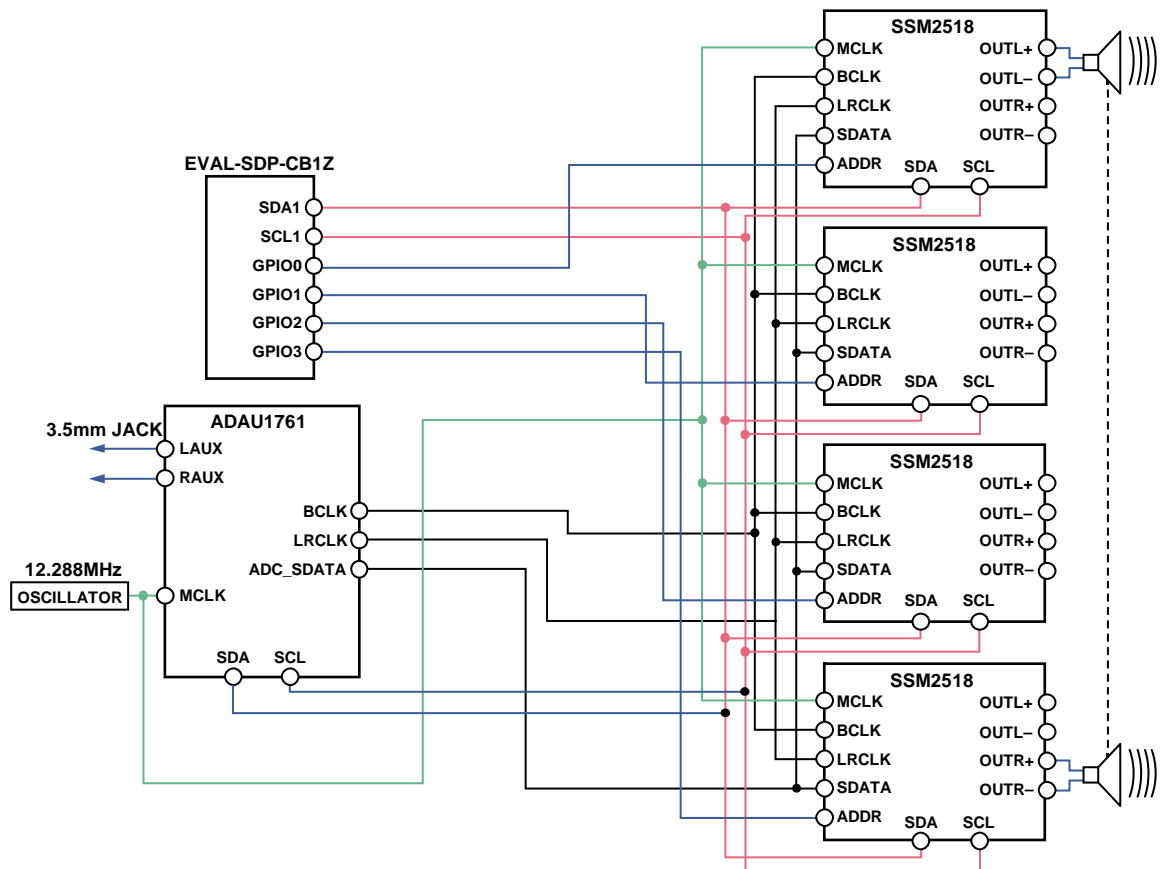 EVAL-SDP-CB1Z
SDA1
SCL1
GPIO0
GPIO1
GPIO2
GPIO3
3.5mm JACK
ADAU1761
LAUX
RAUX
BCLK
LRCLK
ADC_SDATA
12.288MHz
OSCILLATOR
MCLK
SDA
SCL
SSM2518
MCLK
OUTL+
BCLK
OUTL–
LRCLK
OUTR+
SDATA
OUTR–
ADDR
SDA
SCL
SSM2518
MCLK
OUTL+
BCLK
OUTL–
LRCLK
OUTR+
SDATA
OUTR–
ADDR
SDA
SCL
SSM2518
MCLK
OUTL+
BCLK
OUTL–
LRCLK
OUTR+
SDATA
OUTR–
ADDR
SDA
SCL
SSM2518
MCLK
OUTL+
BCLK
OUTL–
LRCLK
OUTR+
SDATA
OUTR–
ADDR
SDA
SCL